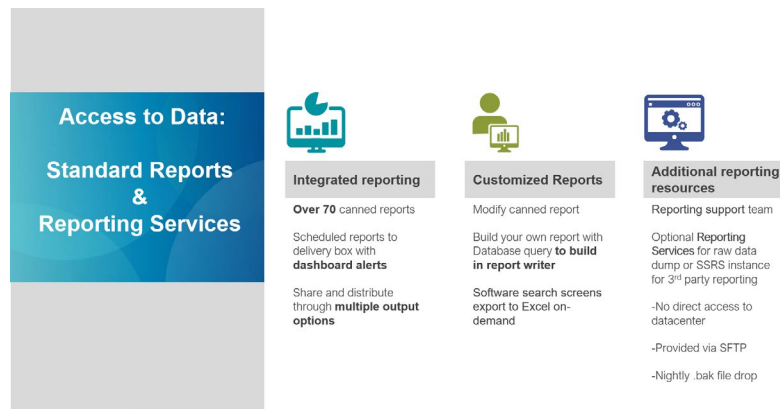 Access to Data:
Standard Reports
&
Reporting Services
Integrated reporting
Over 70 canned reports
Scheduled reports to
delivery box with
dashboard alerts
Share and distribute
through multiple output
options
Customized Reports
Modify canned report
Build your own report with
Database query to build
in report writer
Software search screens
export to Excel on-
demand
Additional reporting
resources
Reporting support team
Optional Reporting
Services for raw data
dump or SSRS instance
for 3rd party reporting
-No direct access to
datacenter
-Provided via SFTP
-Nightly .bak file drop